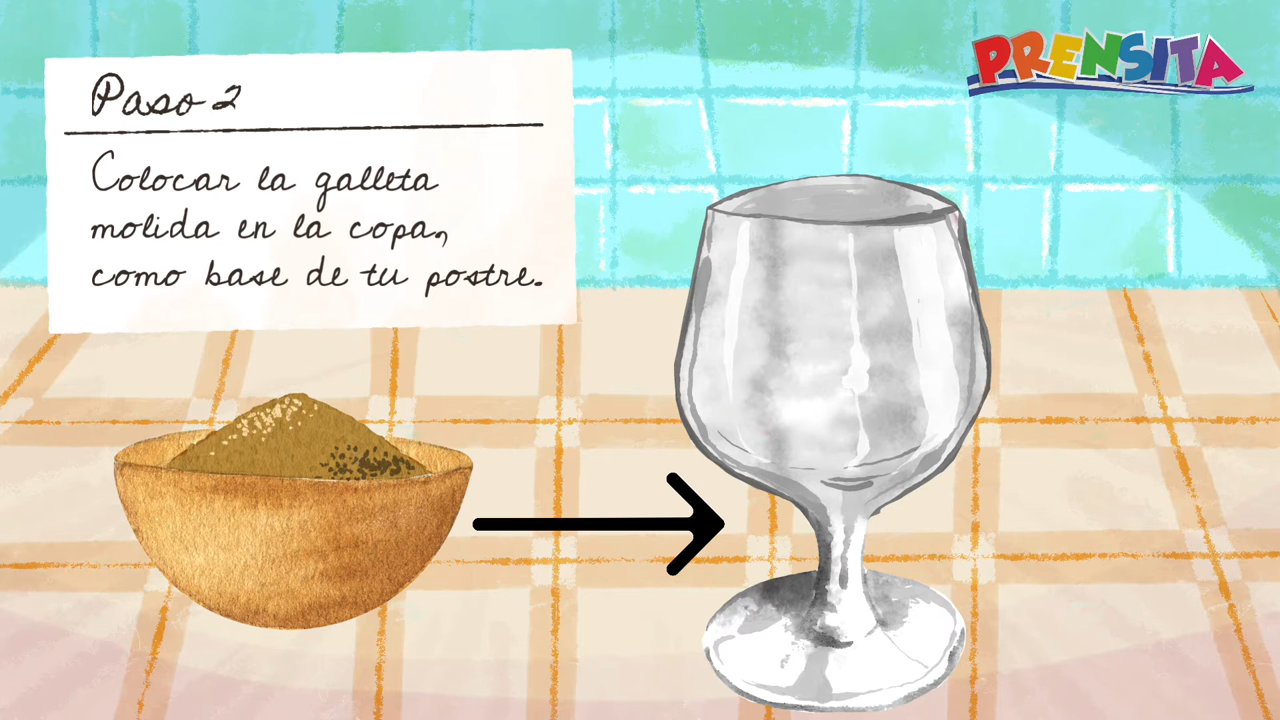 PRENSITA
Paso 2
Colocar la galleta
molida en la copa,
como base de tu postre.